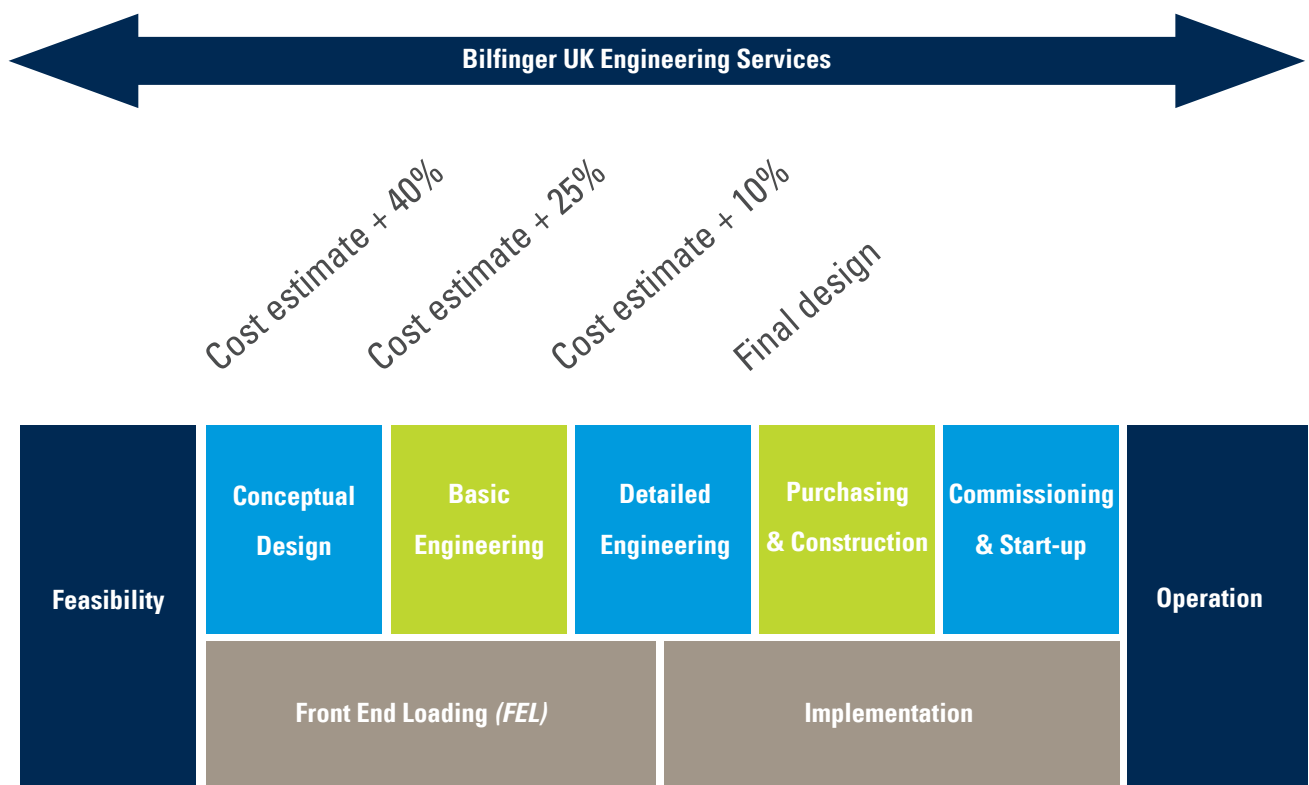 Bilfinger UK Engineering Services
Cost estimate + 40%
Cost estimate + 25%
Cost estimate + 10%
Final design
Feasibility
Conceptual
Design
Basic
Engineering
Detailed
Engineering
Purchasing
& Construction
Commissioning
& Start-up
Operation
Front End Loading (FEL)
Implementation